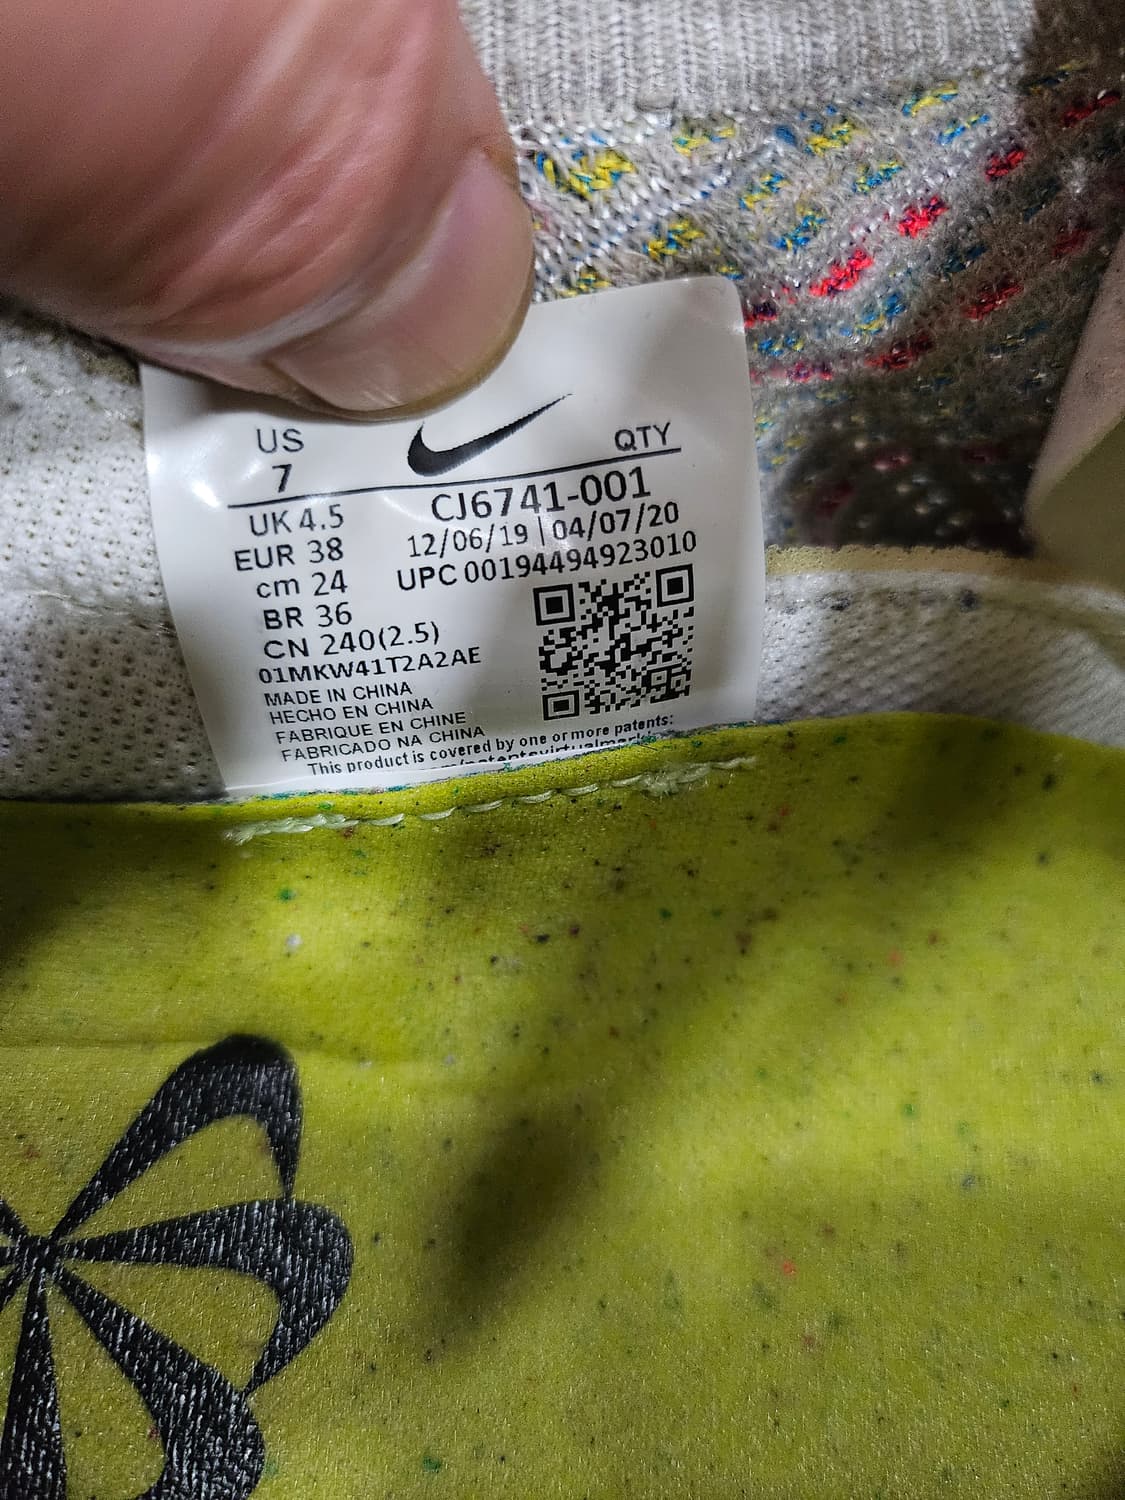 US
7
QTY
UK 4.5
EUR 38
cm 24
BR 36
CN 240(2.5)
CJ6741-001
12/06/19 | 04/07/20
UPC 00194494923010
01MKW41T2A2AE
MADE IN CHINA
HECHO EN CHINA
FABRIQUE EN CHINE
FABRICADO NA CHINA
This product is covered by one or more patents: